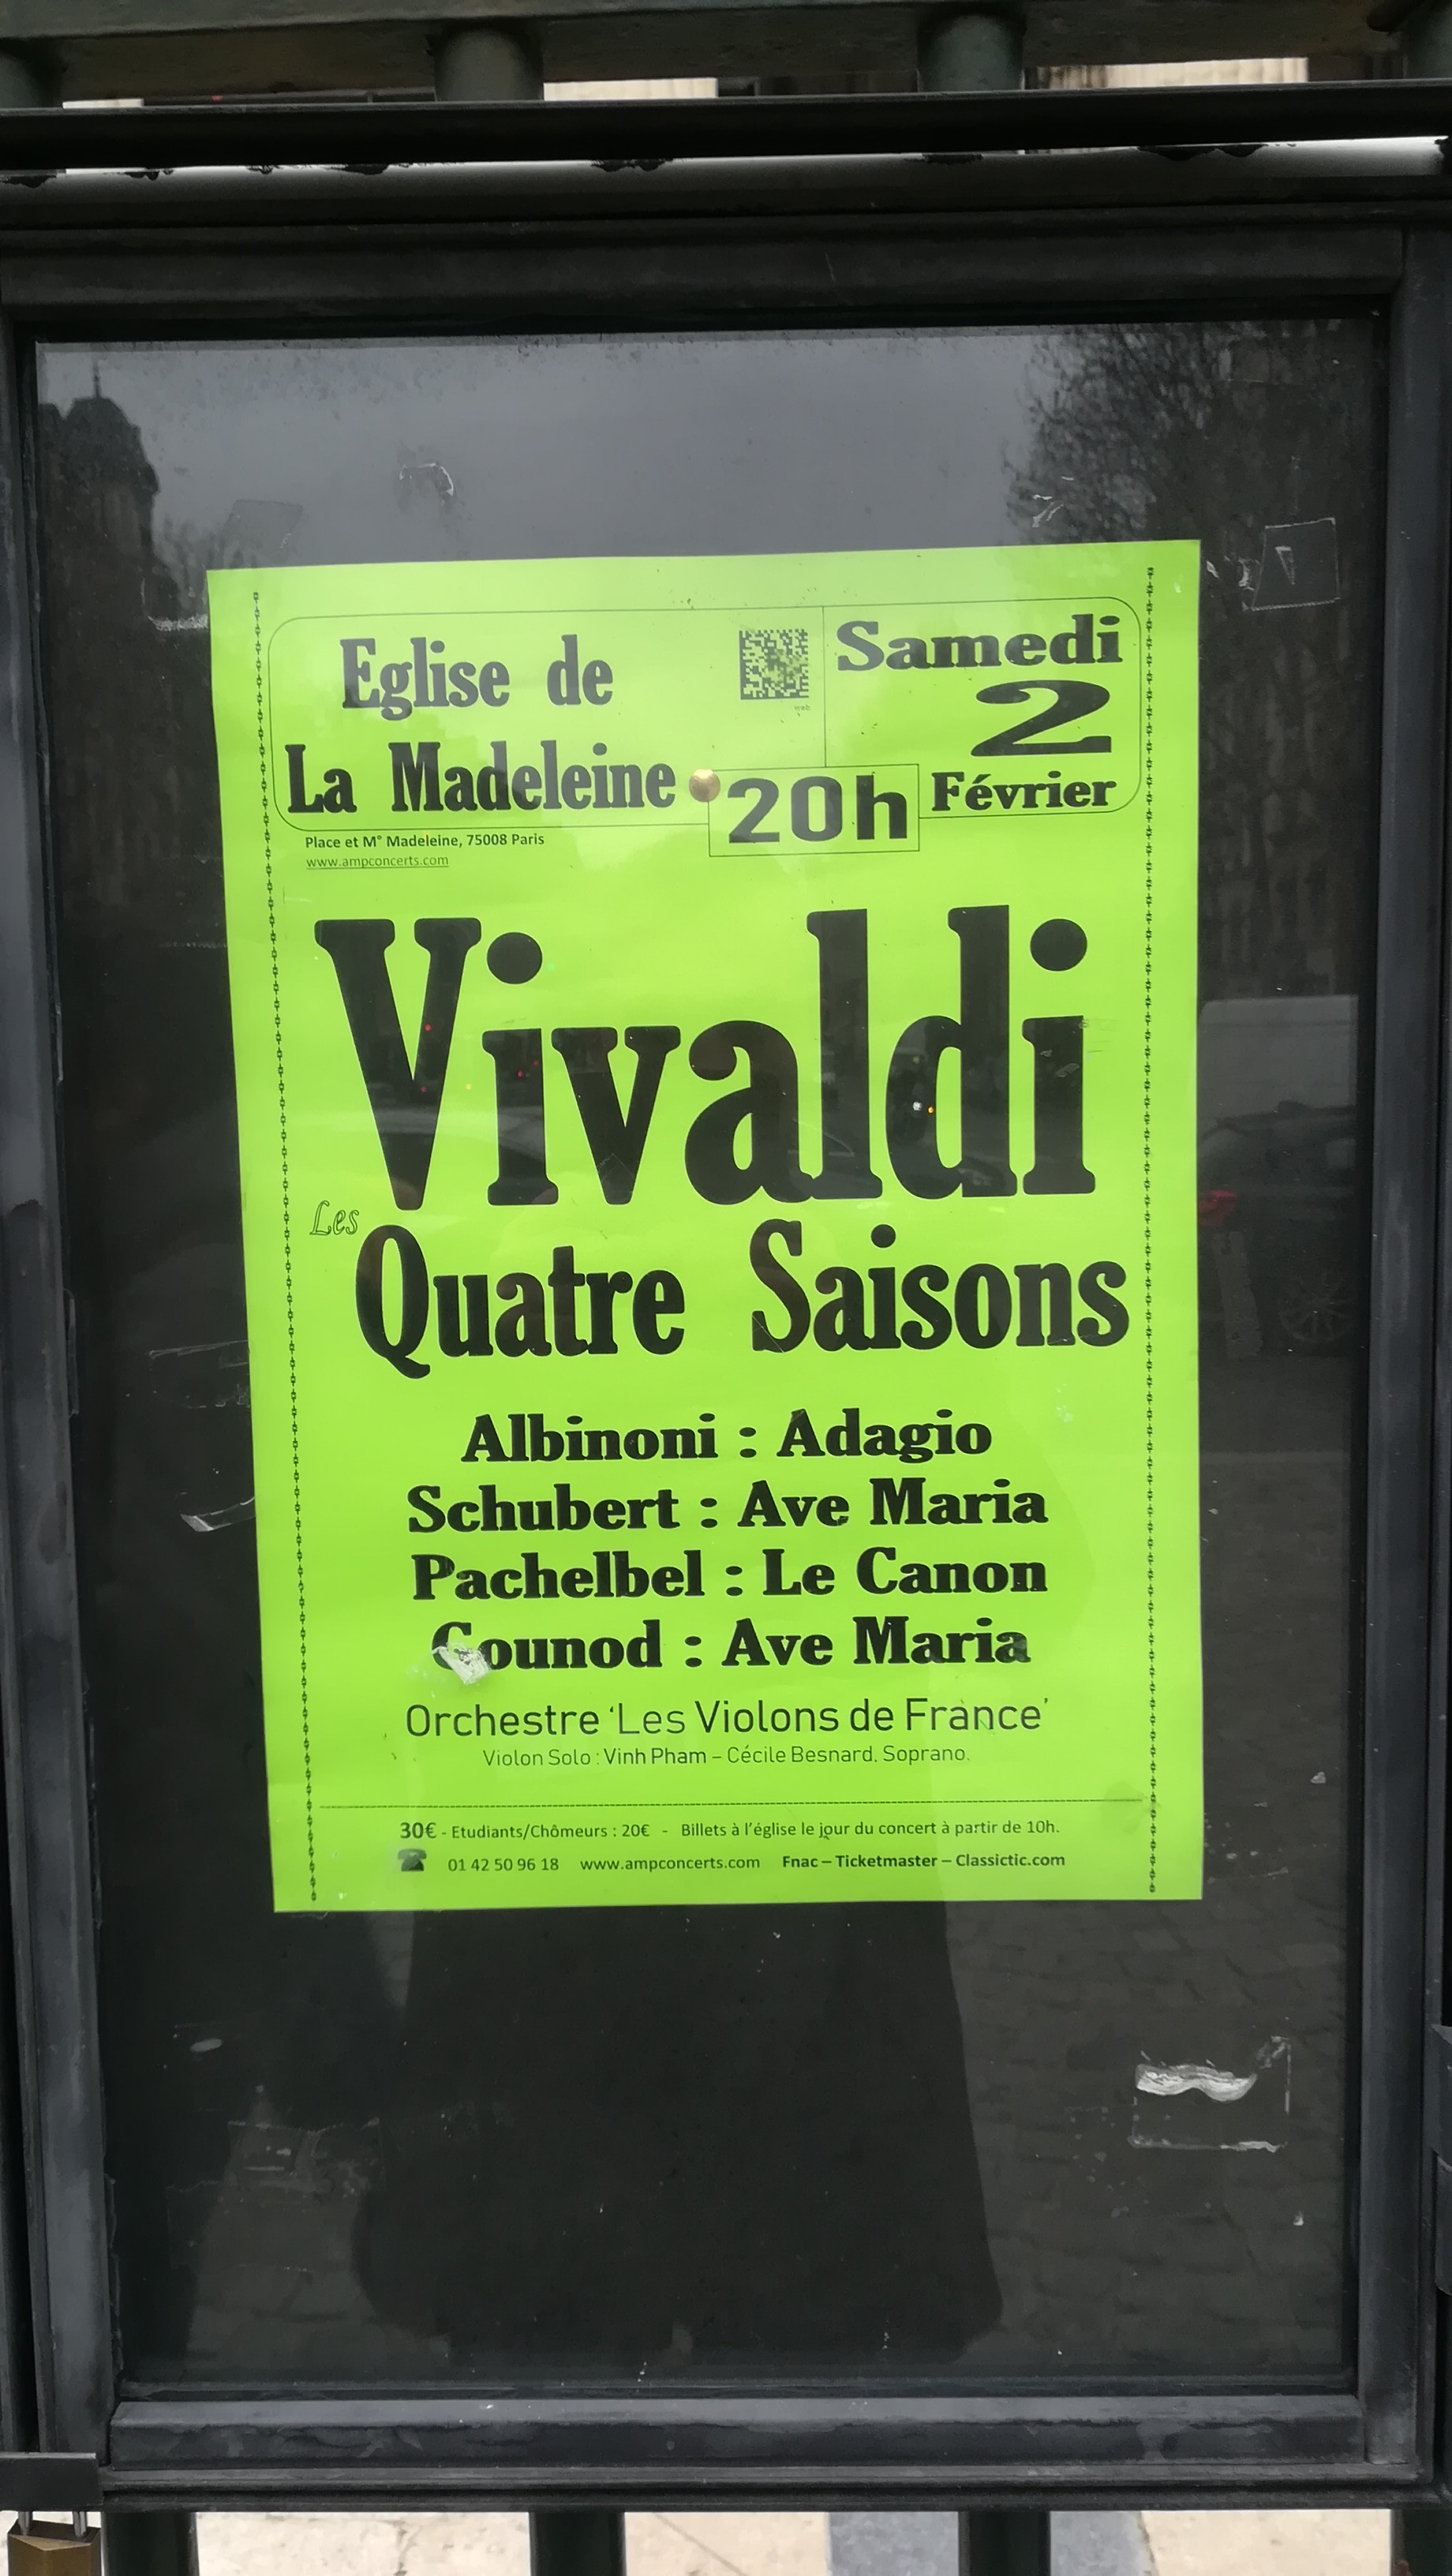 Eglise de
La Madeleine
Samedi
2
Février
20h
Place et M° Madeleine, 75008 Paris
www.ampconcerts.com
Vivaldi
Les
Quatre Saisons
Albinoni : Adagio
Schubert : Ave Maria
Pachelbel : Le Canon
Gounod : Ave Maria
Orchestre ‘Les Violons de France’
Violon Solo : Vinh Pham – Cécile Besnard. Soprano.
30€ - Etudiants/Chômeurs : 20€ - Billets à l’église le jour du concert à partir de 10h.
01 42 50 96 18 www.ampconcerts.com Fnac – Ticketmaster – Classictic.com